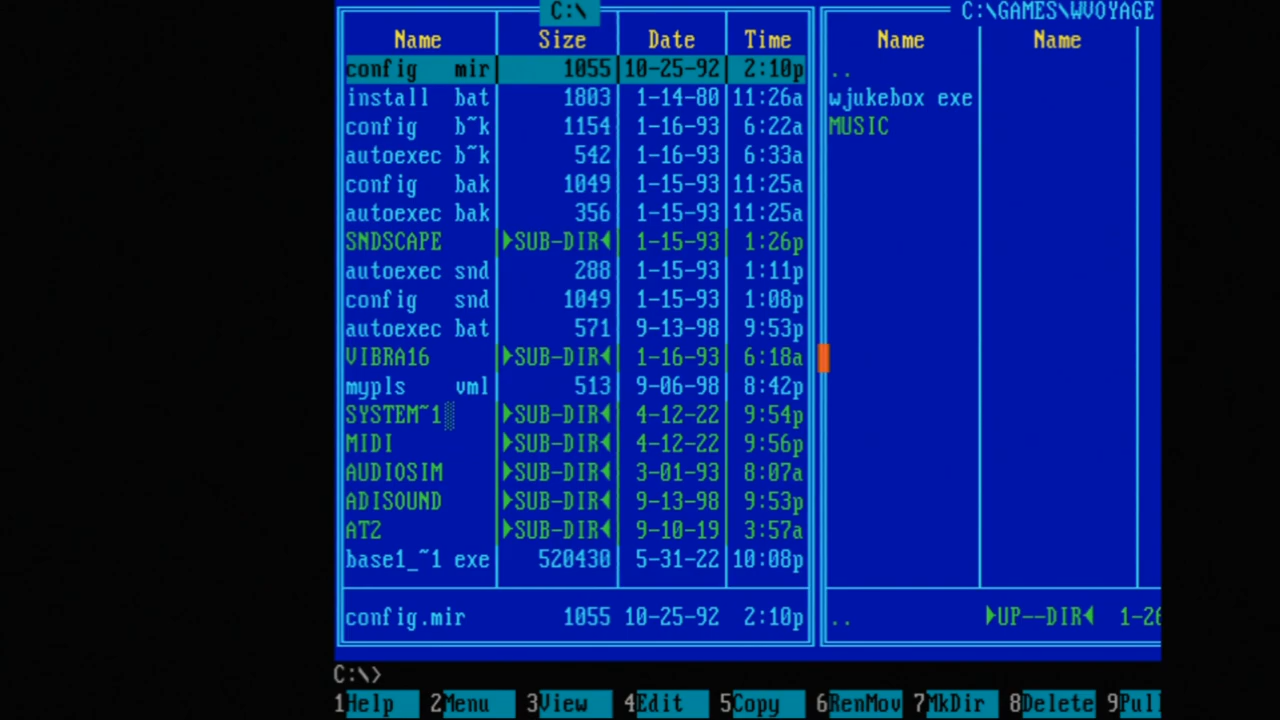 C:\ C:\GAMES\WVOYAGE
Name Size Date Time Name Name
config mir 1055 10-25-92 2:10p ..
install bat 1803 1-14-80 11:26a wjukebox exe
config b~k 1154 1-16-93 6:22a MUSIC
autoexec b~k 542 1-16-93 6:33a
config bak 1049 1-15-93 11:25a
autoexec bak 356 1-15-93 11:25a
SNDSCAPE ►SUB-DIR◄ 1-15-93 1:26p
autoexec snd 288 1-15-93 1:11p
config snd 1049 1-15-93 1:08p
autoexec bat 571 9-13-98 9:53p
VIBRA16 ►SUB-DIR◄ 1-16-93 6:18a
mypls vml 513 9-06-98 8:42p
SYSTEM~1░ ►SUB-DIR◄ 4-12-22 9:54p
MIDI ►SUB-DIR◄ 4-12-22 9:56p
AUDIOSIM ►SUB-DIR◄ 3-01-93 8:07a
ADISOUND ►SUB-DIR◄ 9-13-98 9:53p
AT2 ►SUB-DIR◄ 9-10-19 3:57a
base1_~1 exe 520430 5-31-22 10:08p
config.mir 1055 10-25-92 2:10p .. ►UP--DIR◄ 1-26
C:\>
1Help 2Menu 3View 4Edit 5Copy 6RenMov 7MkDir 8Delete 9Pull